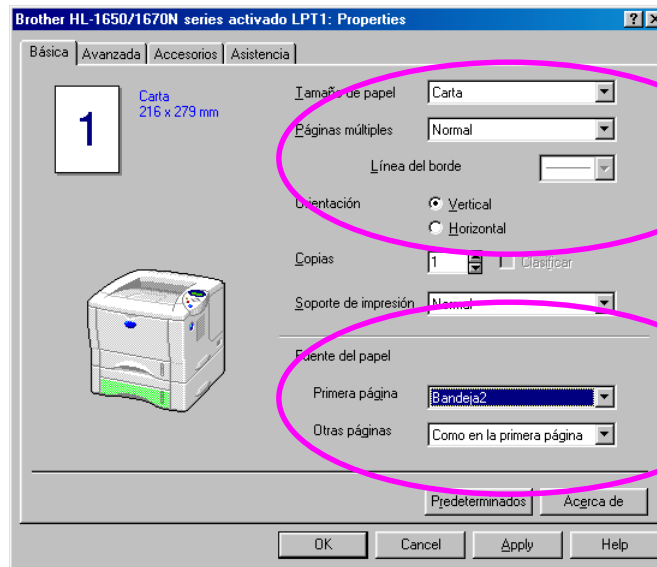 Brother HL-1650/1670N series activado LPT1: Properties
Básica Avanzada Accesorios Asistencia
1
Carta
216 x 279 mm
Tamaño de papel Carta
Páginas múltiples Normal
Línea del borde
Orientación Vertical
Horizontal
Copias 1 Clasificar
Soporte de impresión Normal
Fuente del papel
Primera página Bandeja2
Otras páginas Como en la primera página
Predeterminados Acerca de
OK Cancel Apply Help